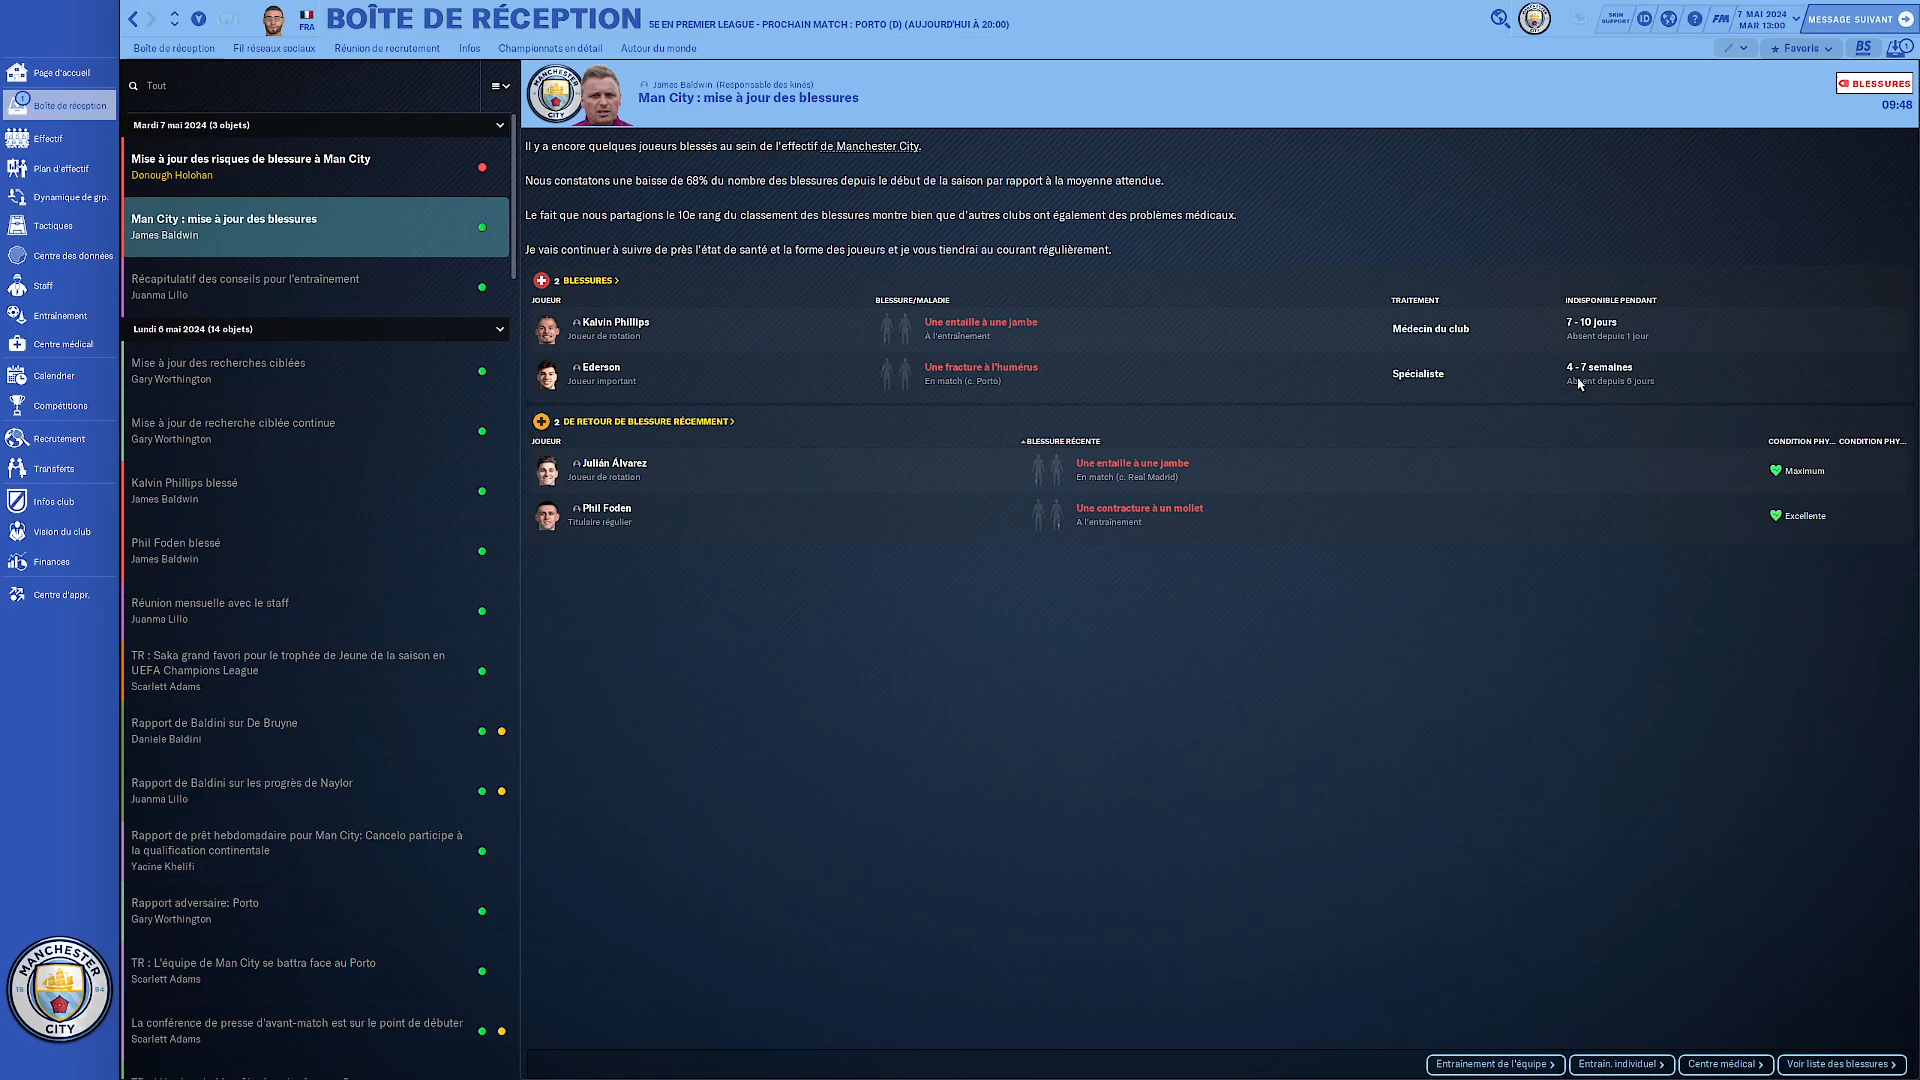 BOÎTE DE RÉCEPTION
FRA
5E EN PREMIER LEAGUE - PROCHAIN MATCH : PORTO (D) (AUJOURD'HUI À 20:00)
SKIN SUPPORT
ID
FM
7 MAI 2024
MAR 13:00
MESSAGE SUIVANT
Boîte de réception
Fil réseaux sociaux
Réunion de recrutement
Infos
Championnats en détail
Autour du monde
Favoris
BS
1
Page d'accueil
1
Boîte de réception
Effectif
Plan d'effectif
Dynamique de grp.
Tactiques
Centre des données
Staff
Entraînement
Centre médical
Calendrier
Compétitions
Recrutement
Transferts
Infos club
Vision du club
Finances
Centre d'appr.
MANCHESTER
18 94
CITY
Tout
Mardi 7 mai 2024 (3 objets)
Mise à jour des risques de blessure à Man City
Donough Holohan
Man City : mise à jour des blessures
James Baldwin
Récapitulatif des conseils pour l'entraînement
Juanma Lillo
Lundi 6 mai 2024 (14 objets)
Mise à jour des recherches ciblées
Gary Worthington
Mise à jour de recherche ciblée continue
Gary Worthington
Kalvin Phillips blessé
James Baldwin
Phil Foden blessé
James Baldwin
Réunion mensuelle avec le staff
Juanma Lillo
TR : Saka grand favori pour le trophée de Jeune de la saison en
UEFA Champions League
Scarlett Adams
Rapport de Baldini sur De Bruyne
Daniele Baldini
Rapport de Baldini sur les progrès de Naylor
Juanma Lillo
Rapport de prêt hebdomadaire pour Man City: Cancelo participe à
la qualification continentale
Yacine Khelifi
Rapport adversaire: Porto
Gary Worthington
TR : L'équipe de Man City se battra face au Porto
Scarlett Adams
La conférence de presse d'avant-match est sur le point de débuter
Scarlett Adams
MANCHESTER
CITY
James Baldwin (Responsable des kinés)
Man City : mise à jour des blessures
BLESSURES
09:48
Il y a encore quelques joueurs blessés au sein de l'effectif de Manchester City.
Nous constatons une baisse de 68% du nombre des blessures depuis le début de la saison par rapport à la moyenne attendue.
Le fait que nous partagions le 10e rang du classement des blessures montre bien que d'autres clubs ont également des problèmes médicaux.
Je vais continuer à suivre de près l'état de santé et la forme des joueurs et je vous tiendrai au courant régulièrement.
2 BLESSURES >
JOUEUR BLESSURE/MALADIE TRAITEMENT INDISPONIBLE PENDANT
Kalvin Phillips
Joueur de rotation
Une entaille à une jambe
À l'entraînement
Médecin du club
7 - 10 jours
Absent depuis 1 jour
Ederson
Joueur important
Une fracture à l'humérus
En match (c. Porto)
Spécialiste
4 - 7 semaines
Absent depuis 6 jours
2 DE RETOUR DE BLESSURE RÉCEMMENT >
JOUEUR BLESSURE RÉCENTE CONDITION PHY... CONDITION PHY...
Julián Álvarez
Joueur de rotation
Une entaille à une jambe
En match (c. Real Madrid)
Maximum
Phil Foden
Titulaire régulier
Une contracture à un mollet
À l'entraînement
Excellente
Entraînement de l'équipe >
Entraîn. individuel >
Centre médical >
Voir liste des blessures >